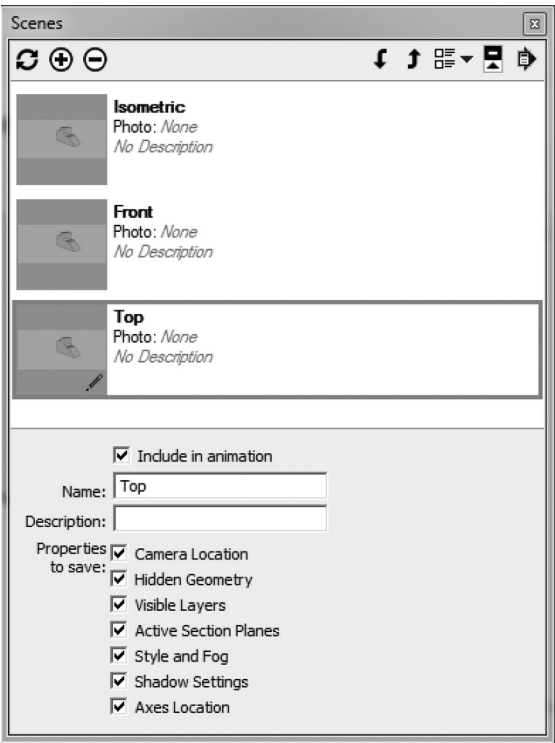 Scenes
Isometric
Photo: None
No Description
Front
Photo: None
No Description
Top
Photo: None
No Description
Include in animation
Name: Top
Description:
Properties to save:
Camera Location
Hidden Geometry
Visible Layers
Active Section Planes
Style and Fog
Shadow Settings
Axes Location